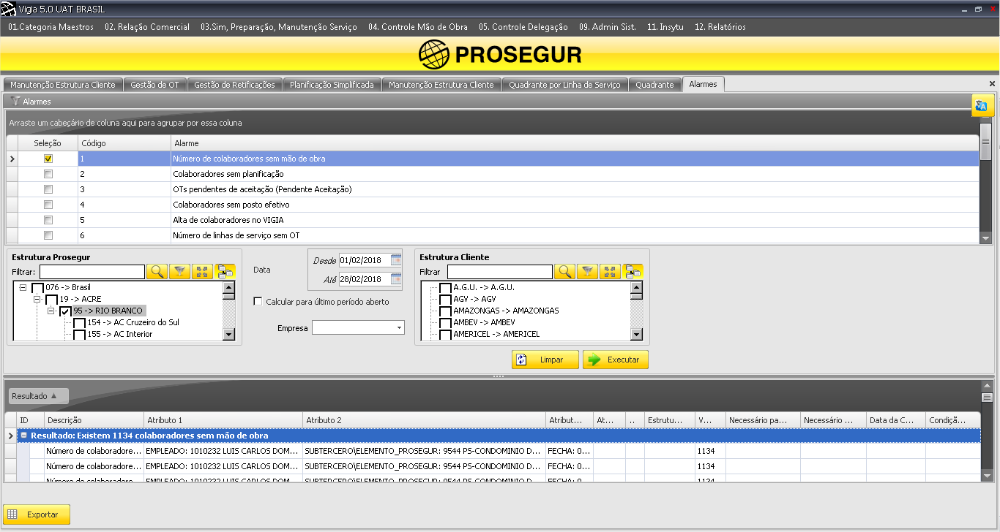 Vigia 5.0 UAT BRASIL
01.Categoria Maestros 02. Relação Comercial 03.Sim, Preparação, Manutenção Serviço 04. Controle Mão de Obra 05. Controle Delegação 09. Admin Sist. 11. Insytu 12. Relatórios
PROSEGUR
Manutenção Estrutura Cliente Gestão de OT Gestão de Retificações Planificação Simplificada Manutenção Estrutura Cliente Quadrante por Linha de Serviço Quadrante Alarmes
Alarmes
Arraste um cabeçário de coluna aqui para agrupar por essa coluna
Seleção Código Alarme
1 Número de colaboradores sem mão de obra
2 Colaboradores sem planificação
3 OTs pendentes de aceitação (Pendente Aceitação)
4 Colaboradores sem posto efetivo
5 Alta de colaboradores no VIGIA
6 Número de linhas de serviço sem OT
Estrutura Prosegur
Filtrar:
076 -> Brasil
19 -> ACRE
95 -> RIO BRANCO
154 -> AC Cruzeiro do Sul
155 -> AC Interior
Data
Desde 01/02/2018
Até 28/02/2018
Calcular para último período aberto
Empresa
Estrutura Cliente
Filtrar
A.G.U. -> A.G.U.
AGV -> AGV
AMAZONGAS -> AMAZONGAS
AMBEV -> AMBEV
AMERICEL -> AMERICEL
Limpar Executar
Resultado
ID Descrição Atributo 1 Atributo 2 Atribut... At... .. Estrutu... V... Necessário pa... Necessário ... Data da C... Condiçã...
Resultado: Existem 1134 colaboradores sem mão de obra
Número de colaboradore... EMPLEADO: 1010232 LUIS CARLOS DOM... SUBTERCERO\ELEMENTO_PROSEGUR: 9544 PS-CONDOMINIO D... FECHA: 0... 1134
Número de colaboradore... EMPLEADO: 1010232 LUIS CARLOS DOM... SUBTERCERO\ELEMENTO_PROSEGUR: 9544 PS-CONDOMINIO D... FECHA: 0... 1134
Número de colaboradore... EMPLEADO: 1010232 LUIS CARLOS DOM... SUBTERCERO\ELEMENTO_PROSEGUR: 9544 PS-CONDOMINIO D... FECHA: 0... 1134
Exportar